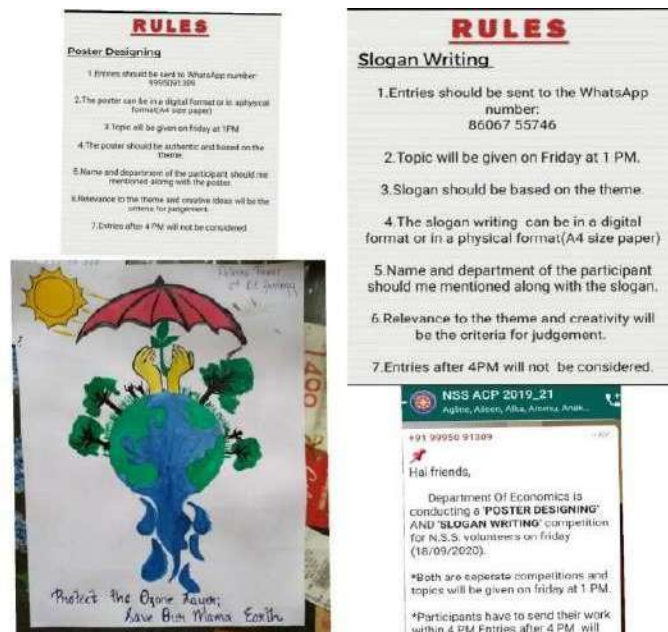 RULES
Poster Designing
1.Entries should be sent to WhatsApp number
9995091309
2.The poster can be in a digital format or in aphysical
format(A4 size paper)
3.Topic will be given on friday at 1PM
4.The poster should be authentic and based on the
theme.
5.Name and department of the participant should me
mentioned along with the poster.
6.Relevance to the theme and creative ideas will be the
criteria for judgement.
7.Entries after 4 PM will not be considered
RULES
Slogan Writing
1.Entries should be sent to the WhatsApp
number:
86067 55746
2.Topic will be given on Friday at 1 PM.
3.Slogan should be based on the theme.
4.The slogan writing can be in a digital
format or in a physical format(A4 size paper)
5.Name and department of the participant
should me mentioned along with the slogan.
6.Relevance to the theme and creativity will
be the criteria for judgement.
7.Entries after 4PM will not be considered.
Zoology
1400
Protect the Ozone Layer;
Save Our Mama Earth
NSS ACP 2019_21
Agline, Aileen, Alka, Ammu,
+91 99950 91309
Hai friends,
Department Of Economics is
conducting a 'POSTER DESIGNING'
AND 'SLOGAN WRITING' competition
for N.S.S. volunteers on friday
(18/09/2020).
*Both are seperate competitions and
topics will be given on friday at 1 PM.
*Participants have to send their work
within 4 PM.Entries after 4 PM will